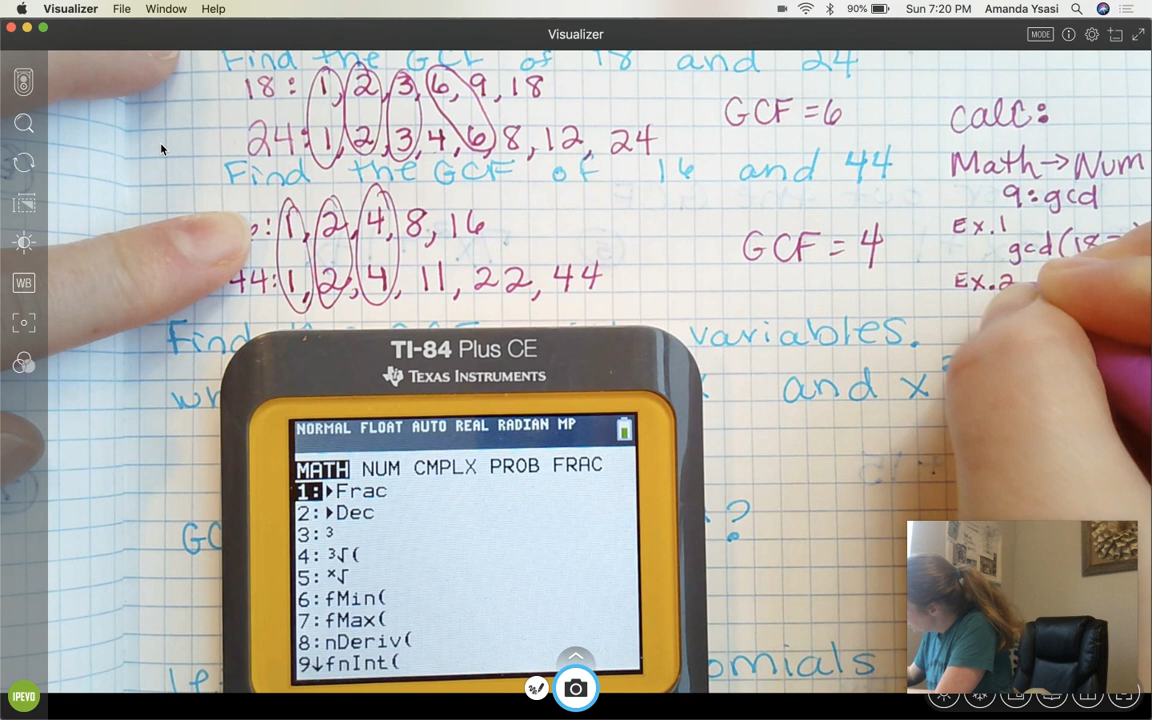 Visualizer File Window Help 90% Sun 7:20 PM Amanda Ysasi
Visualizer
MODE
Find the GCF of 18 and 24
18: 1, 2, 3, 6, 9, 18
24: 1, 2, 3, 4, 6, 8, 12, 24
GCF = 6
Find the GCF of 16 and 44
: 1, 2, 4, 8, 16
44: 1, 2, 4, 11, 22, 44
GCF = 4
calc:
Math → Num
9: gcd
Ex.1
gcd(18
Ex.2
Find variables.
and x
GC ?
omials
WB
TI-84 Plus CE
TEXAS INSTRUMENTS
NORMAL FLOAT AUTO REAL RADIAN MP
MATH NUM CMPLX PROB FRAC
1:▶Frac
2:▶Dec
3:³
4:³√(
5:ˣ√
6:fMin(
7:fMax(
8:nDeriv(
9↓fnInt(
IPEVO